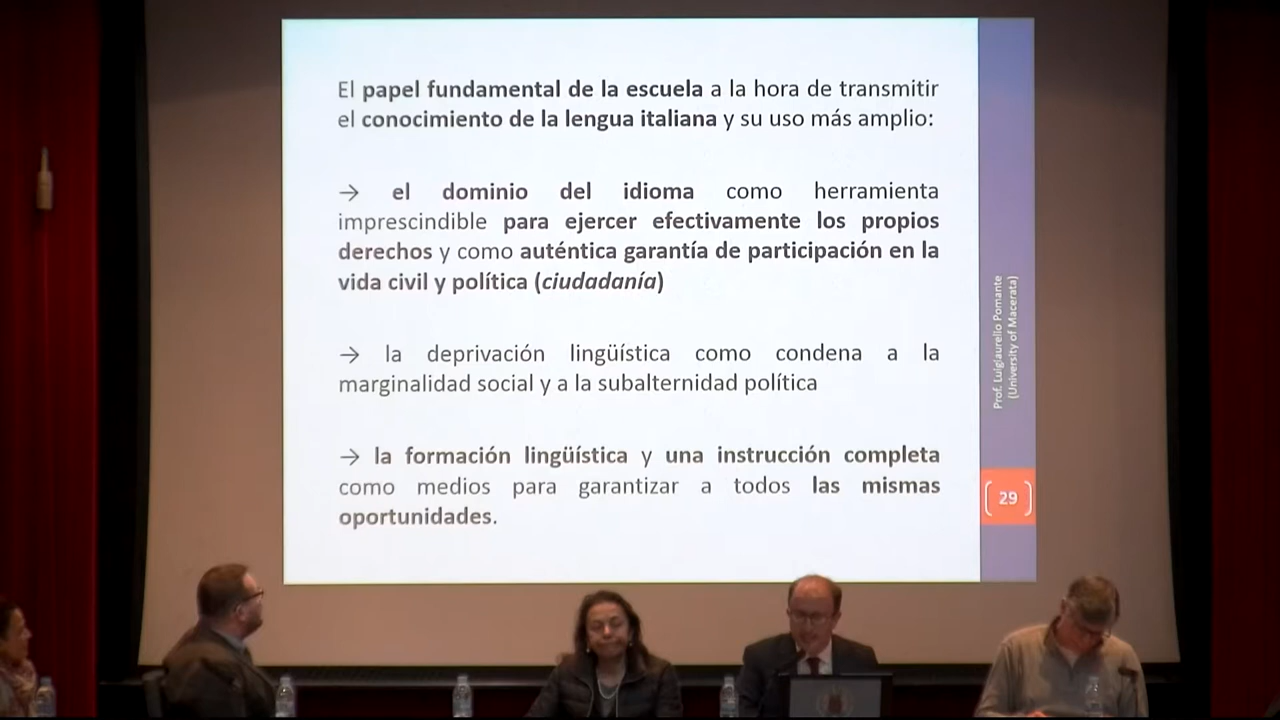 El papel fundamental de la escuela a la hora de transmitir
el conocimiento de la lengua italiana y su uso más amplio:
→ el dominio del idioma como herramienta
imprescindible para ejercer efectivamente los propios
derechos y como auténtica garantía de participación en la
vida civil y política (ciudadanía)
→ la deprivación lingüística como condena a la
marginalidad social y a la subalternidad política
→ la formación lingüística y una instrucción completa
como medios para garantizar a todos las mismas
oportunidades.
Prof. Luigiaurelio Pomante
(University of Macerata)
29